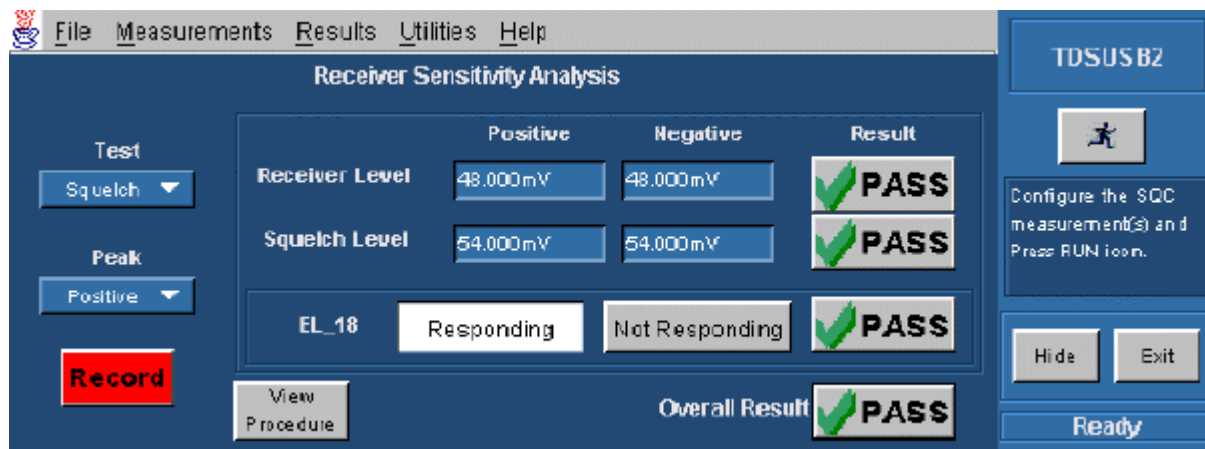 File Measurements Results Utilities Help
TDSUSB2
Receiver Sensitivity Analysis
Positive Negative Result
Test
Squelch
Receiver Level 48.000mV 48.000mV PASS
Configure the SQC
measurement(s) and
Press RUN icon.
Squelch Level 54.000mV 54.000mV PASS
Peak
Positive
EL_18 Responding Not Responding PASS
Hide Exit
Record
View
Procedure
Overall Result PASS
Ready